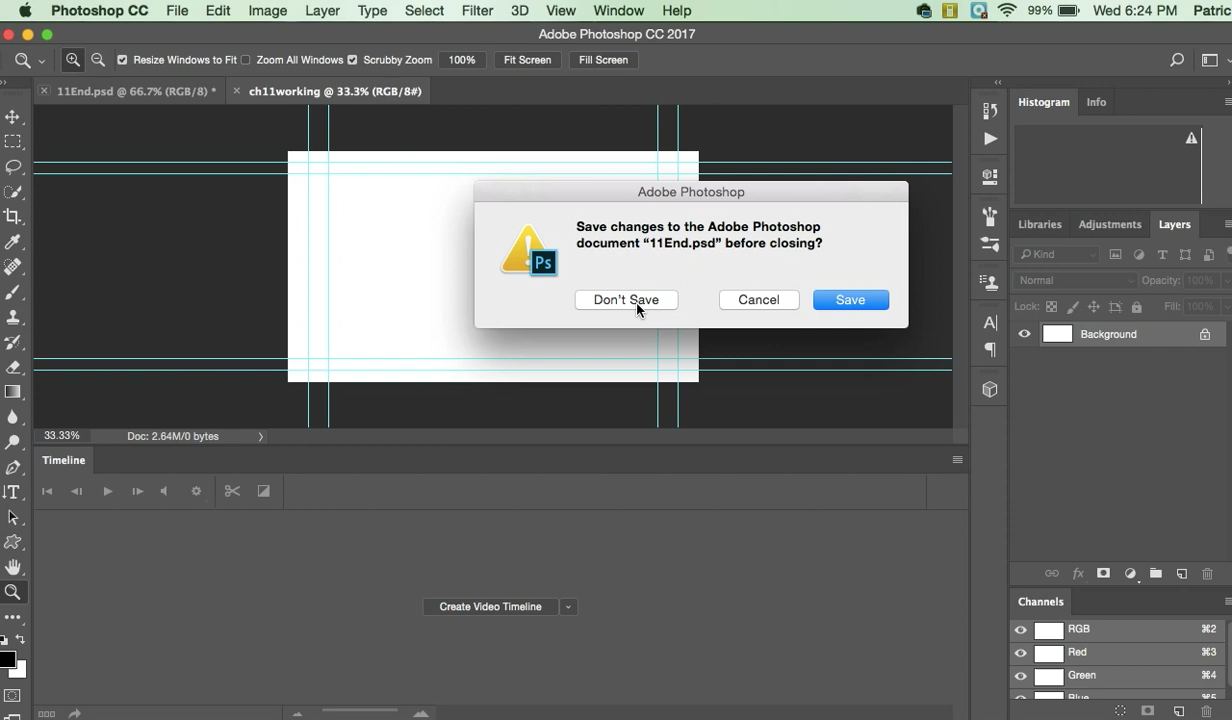 Photoshop CC File Edit Image Layer Type Select Filter 3D View Window Help 99% Wed 6:24 PM Patric
Adobe Photoshop CC 2017
Resize Windows to Fit Zoom All Windows Scrubby Zoom 100% Fit Screen Fill Screen
11End.psd @ 66.7% (RGB/8) * ch11working @ 33.3% (RGB/8#)
Histogram Info
Adobe Photoshop
Save changes to the Adobe Photoshop
document “11End.psd” before closing?
Ps
Don't Save Cancel Save
Libraries Adjustments Layers
Kind
Normal Opacity: 100%
Lock: Fill: 100%
Background
33.33% Doc: 2.64M/0 bytes
Timeline
Create Video Timeline
Channels
RGB ⌘2
Red ⌘3
Green ⌘4
Blue ⌘5